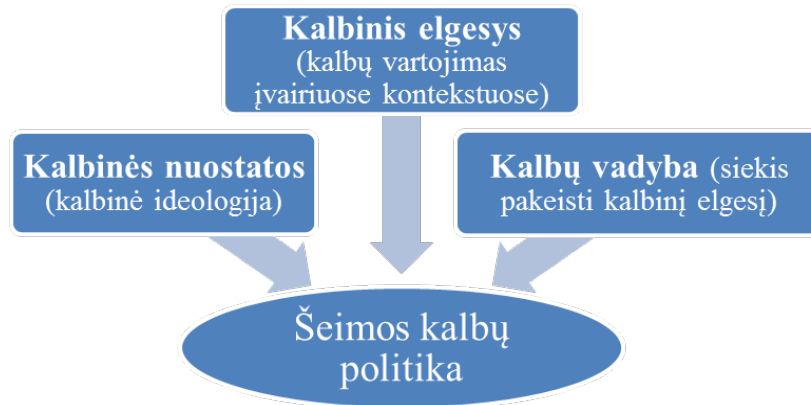 Kalbinis elgesys
(kalbų vartojimas
įvairiuose kontekstuose)
Kalbinės nuostatos
(kalbinė ideologija)
Kalbų vadyba (siekis
pakeisti kalbinį elgesį)
Šeimos kalbų
politika